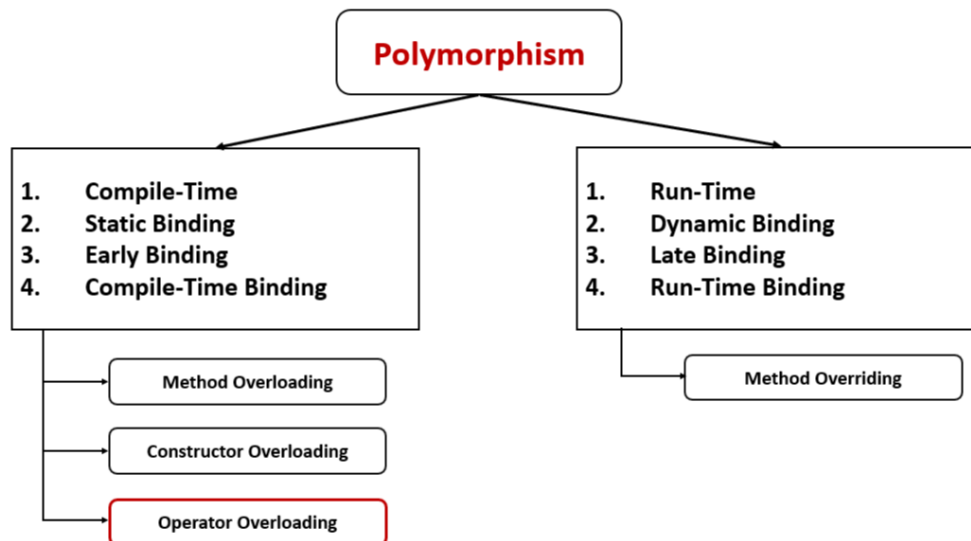 Polymorphism
1. Compile-Time
2. Static Binding
3. Early Binding
4. Compile-Time Binding
Method Overloading
Constructor Overloading
Operator Overloading
1. Run-Time
2. Dynamic Binding
3. Late Binding
4. Run-Time Binding
Method Overriding